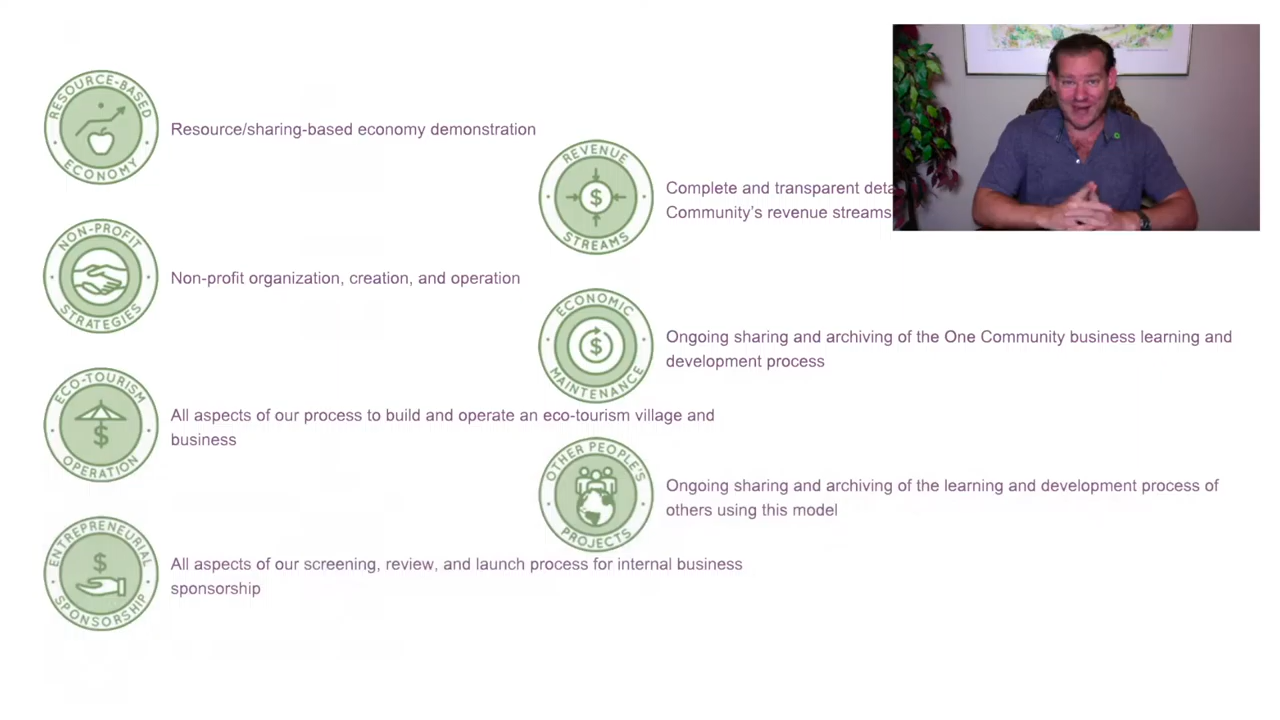 RESOURCE-BASED
ECONOMY
Resource/sharing-based economy demonstration
NON-PROFIT
STRATEGIES
Non-profit organization, creation, and operation
ECO-TOURISM
$
OPERATION
All aspects of our process to build and operate an eco-tourism village and
business
ENTREPRENEURIAL
$
SPONSORSHIP
All aspects of our screening, review, and launch process for internal business
sponsorship
REVENUE
$
STREAMS
Complete and transparent
Community's revenue streams
ECONOMIC
$
MAINTENANCE
Ongoing sharing and archiving of the One Community business learning and
development process
OTHER PEOPLE'S
PROJECTS
Ongoing sharing and archiving of the learning and development process of
others using this model